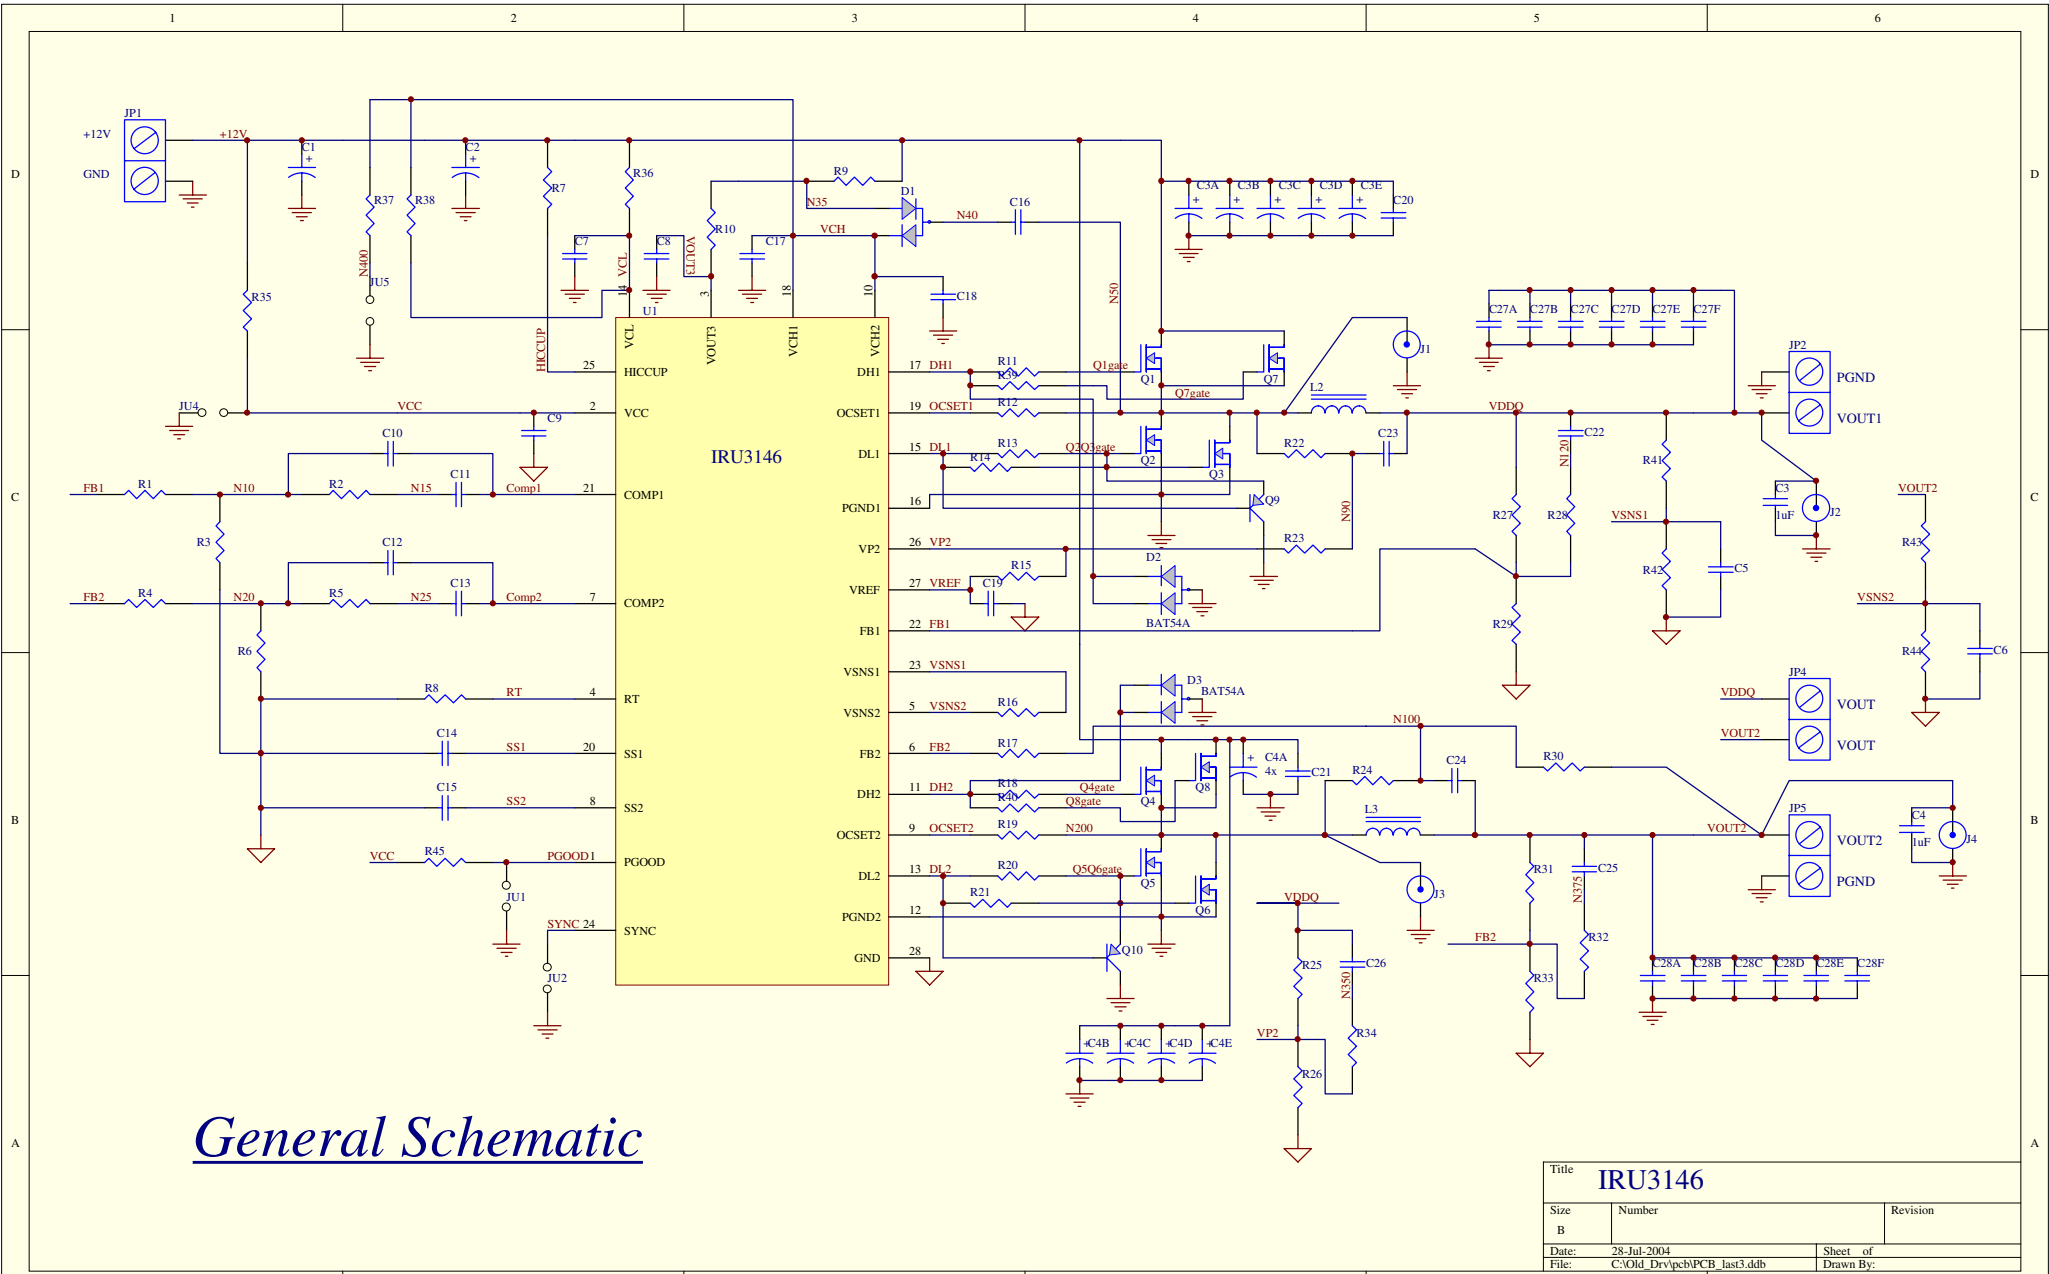 1 2 3 4 5 6
D D
C C
B B
A A
JP1
+12V
GND
+12V
C1
+
C2
+
R37
R38
N400
JU5
R35
R7
R36
C7
VCL
C8
VOUT3
R10
C17
VCH
R9
N35
D1
N40
C16
C18
N50
C3A + C3B + C3C + C3D + C3E + C20
C27A C27B C27C C27D C27E C27F
HICCUP
U1
14 VCL
3 VOUT3
18 VCH1
10 VCH2
IRU3146
25 HICCUP
2 VCC
21 COMP1
7 COMP2
4 RT
20 SS1
8 SS2
1 PGOOD
24 SYNC
DH1 17 DH1
OCSET1 19 OCSET1
DL1 15 DL1
PGND1 16
VP2 26 VP2
VREF 27 VREF
FB1 22 FB1
VSNS1 23 VSNS1
VSNS2 5 VSNS2
FB2 6 FB2
DH2 11 DH2
OCSET2 9 OCSET2
DL2 13 DL2
PGND2 12
GND 28
JU4
VCC
C9
C10
FB1 R1 N10 R2 N15 C11 Comp1
R3
C12
FB2 R4 N20 R5 N25 C13 Comp2
R6
R8 RT
C14 SS1
C15 SS2
VCC R45 PGOOD
JU1
SYNC
JU2
R11
R39
R12
R13
R14
Q1gate
Q7gate
Q2Q3gate
Q1
Q7
Q2
Q3
Q9
J1
L2
R22
C23
N90
R23
R15
C19
D2
BAT54A
VDDQ
C22
N120
R27
R28
R29
R41
VSNS1
R42
C5
JP2
PGND
VOUT1
C3
1uF
J2
VOUT2
R43
VSNS2
R44
C6
JP4
VDDQ VOUT
VOUT2 VOUT
D3
BAT54A
R16
R17
N100
R18
R40
Q4gate
Q8gate
R19
N200
R20
R21
Q5Q6gate
Q4
Q8
Q5
Q6
Q10
+ C4A
4x
C21
R24
C24
L3
R30
J3
VOUT2
JP5
VOUT2
PGND
C4
1uF
J4
R31
C25
N375
R32
FB2
R33
C28A C28B C28C C28D C28E C28F
VDDQ
R25
C26
N350
VP2
R34
R26
+C4B +C4C +C4D +C4E
General Schematic
Title IRU3146
Size Number Revision
B
Date: 28-Jul-2004 Sheet of
File: C:\Old_Drv\pcb\PCB_last3.ddb Drawn By: